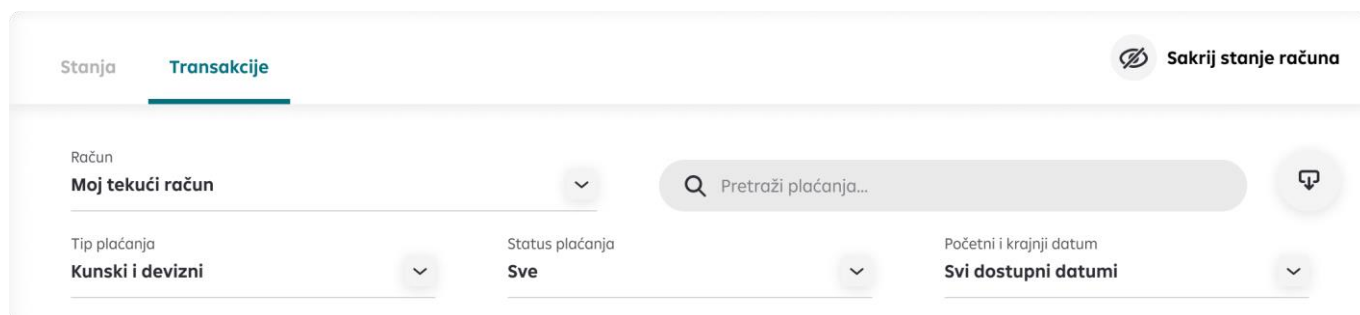 Stanja Transakcije Sakrij stanje računa
Račun
Moj tekući račun Pretraži plaćanja...
Tip plaćanja Status plaćanja Početni i krajnji datum
Kunski i devizni Sve Svi dostupni datumi